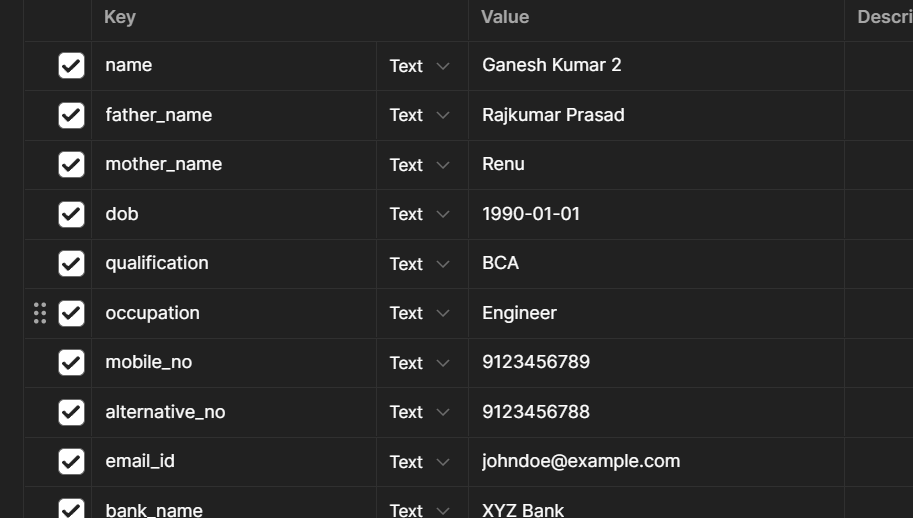 Key Value Descri
name Text Ganesh Kumar 2
father_name Text Rajkumar Prasad
mother_name Text Renu
dob Text 1990-01-01
qualification Text BCA
occupation Text Engineer
mobile_no Text 9123456789
alternative_no Text 9123456788
email_id Text johndoe@example.com
bank_name Text XYZ Bank